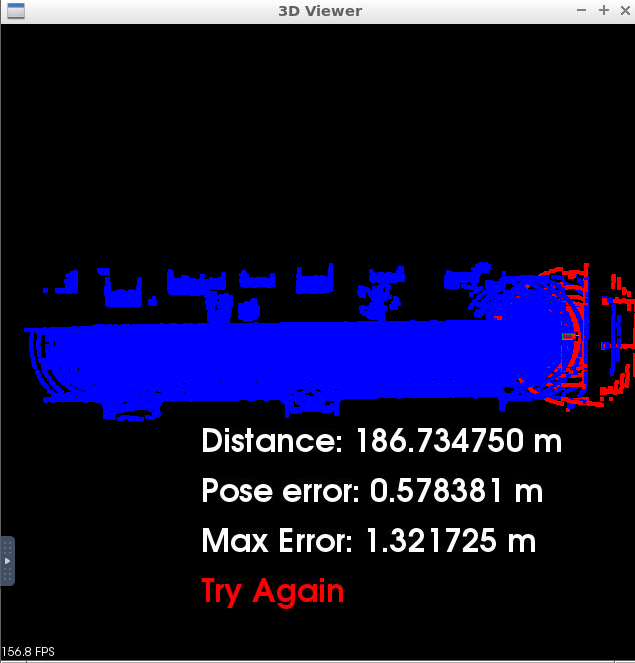 3D Viewer
Distance: 186.734750 m
Pose error: 0.578381 m
Max Error: 1.321725 m
Try Again
156.8 FPS